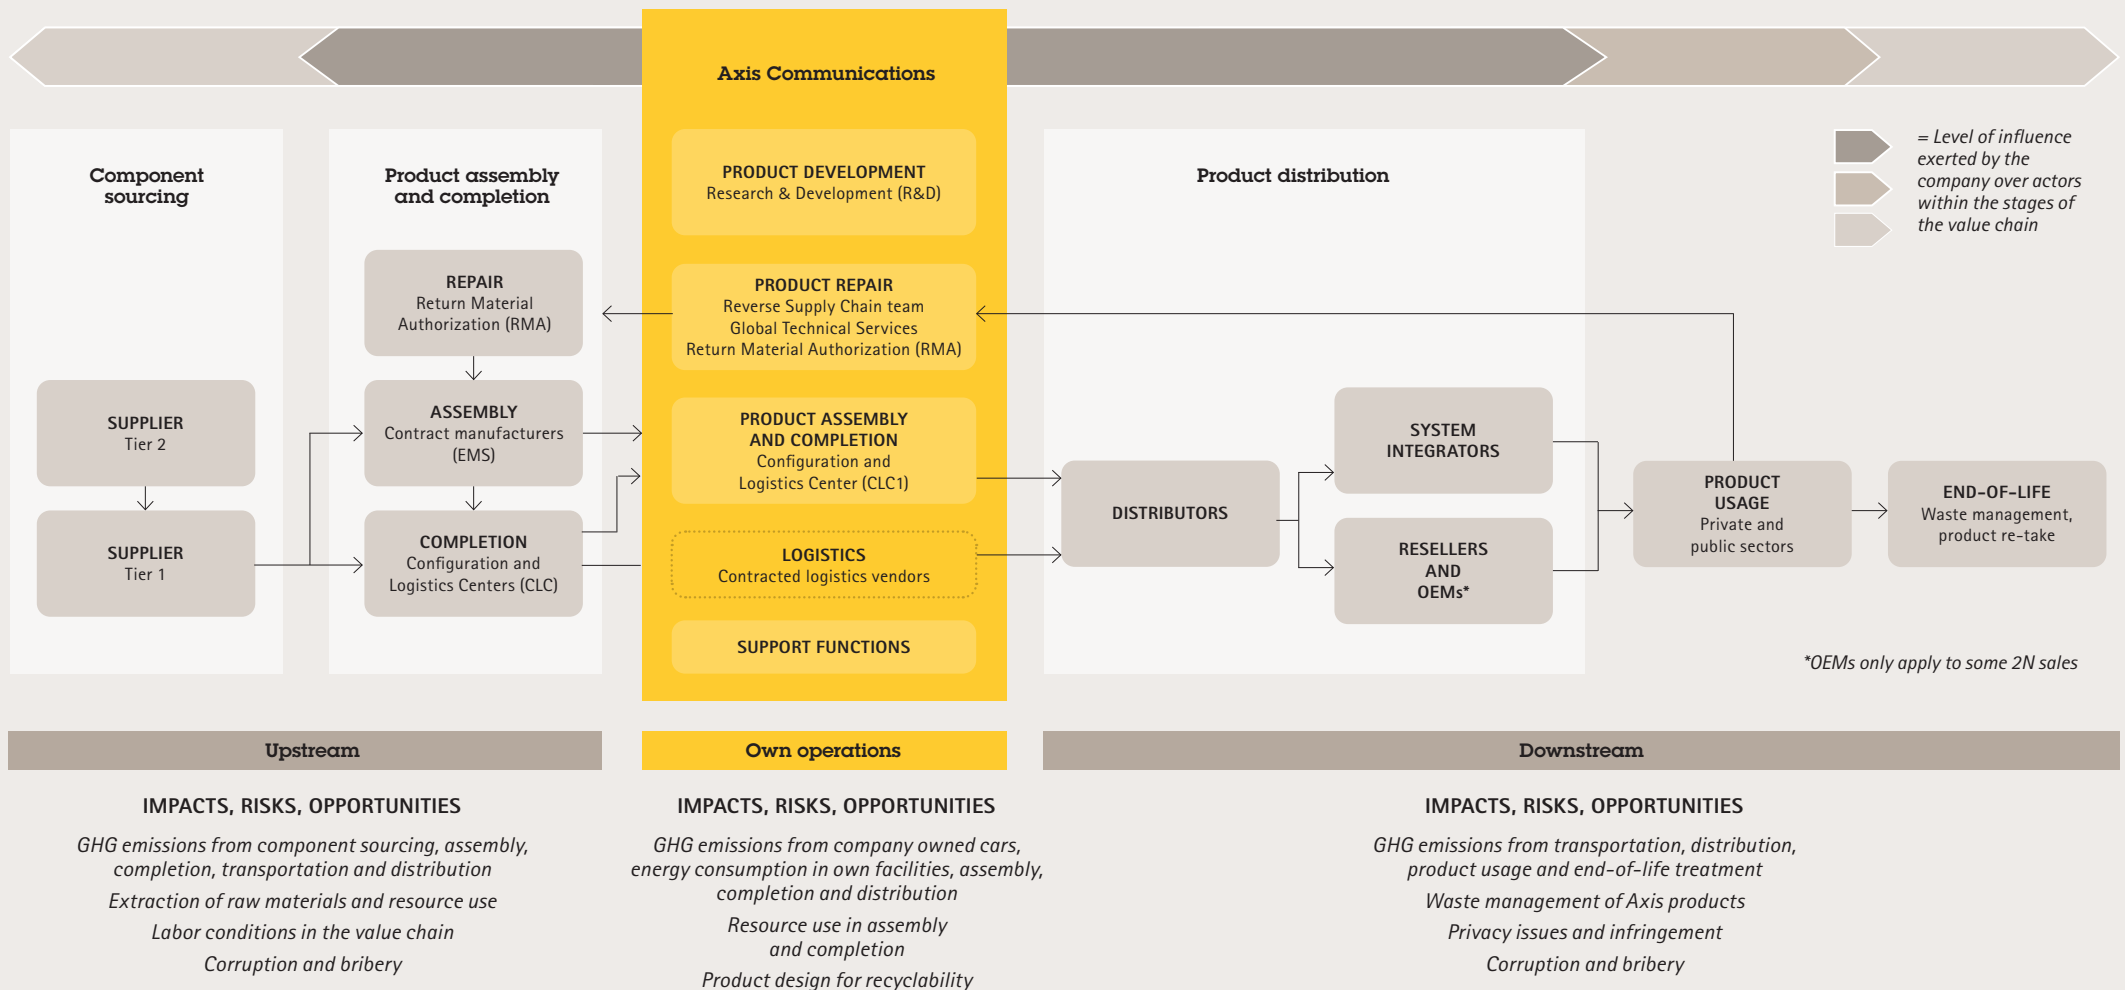 Axis Communications
Component
sourcing
SUPPLIER
Tier 2
SUPPLIER
Tier 1
Product assembly
and completion
REPAIR
Return Material
Authorization (RMA)
ASSEMBLY
Contract manufacturers
(EMS)
COMPLETION
Configuration and
Logistics Centers (CLC)
PRODUCT DEVELOPMENT
Research & Development (R&D)
PRODUCT REPAIR
Reverse Supply Chain team
Global Technical Services
Return Material Authorization (RMA)
PRODUCT ASSEMBLY
AND COMPLETION
Configuration and
Logistics Center (CLC1)
LOGISTICS
Contracted logistics vendors
SUPPORT FUNCTIONS
Product distribution
DISTRIBUTORS
SYSTEM
INTEGRATORS
RESELLERS
AND
OEMs*
PRODUCT
USAGE
Private and
public sectors
END-OF-LIFE
Waste management,
product re-take
= Level of influence
exerted by the
company over actors
within the stages of
the value chain
*OEMs only apply to some 2N sales
Upstream
IMPACTS, RISKS, OPPORTUNITIES
GHG emissions from component sourcing, assembly,
completion, transportation and distribution
Extraction of raw materials and resource use
Labor conditions in the value chain
Corruption and bribery
Own operations
IMPACTS, RISKS, OPPORTUNITIES
GHG emissions from company owned cars,
energy consumption in own facilities, assembly,
completion and distribution
Resource use in assembly
and completion
Product design for recyclability
Downstream
IMPACTS, RISKS, OPPORTUNITIES
GHG emissions from transportation, distribution,
product usage and end-of-life treatment
Waste management of Axis products
Privacy issues and infringement
Corruption and bribery